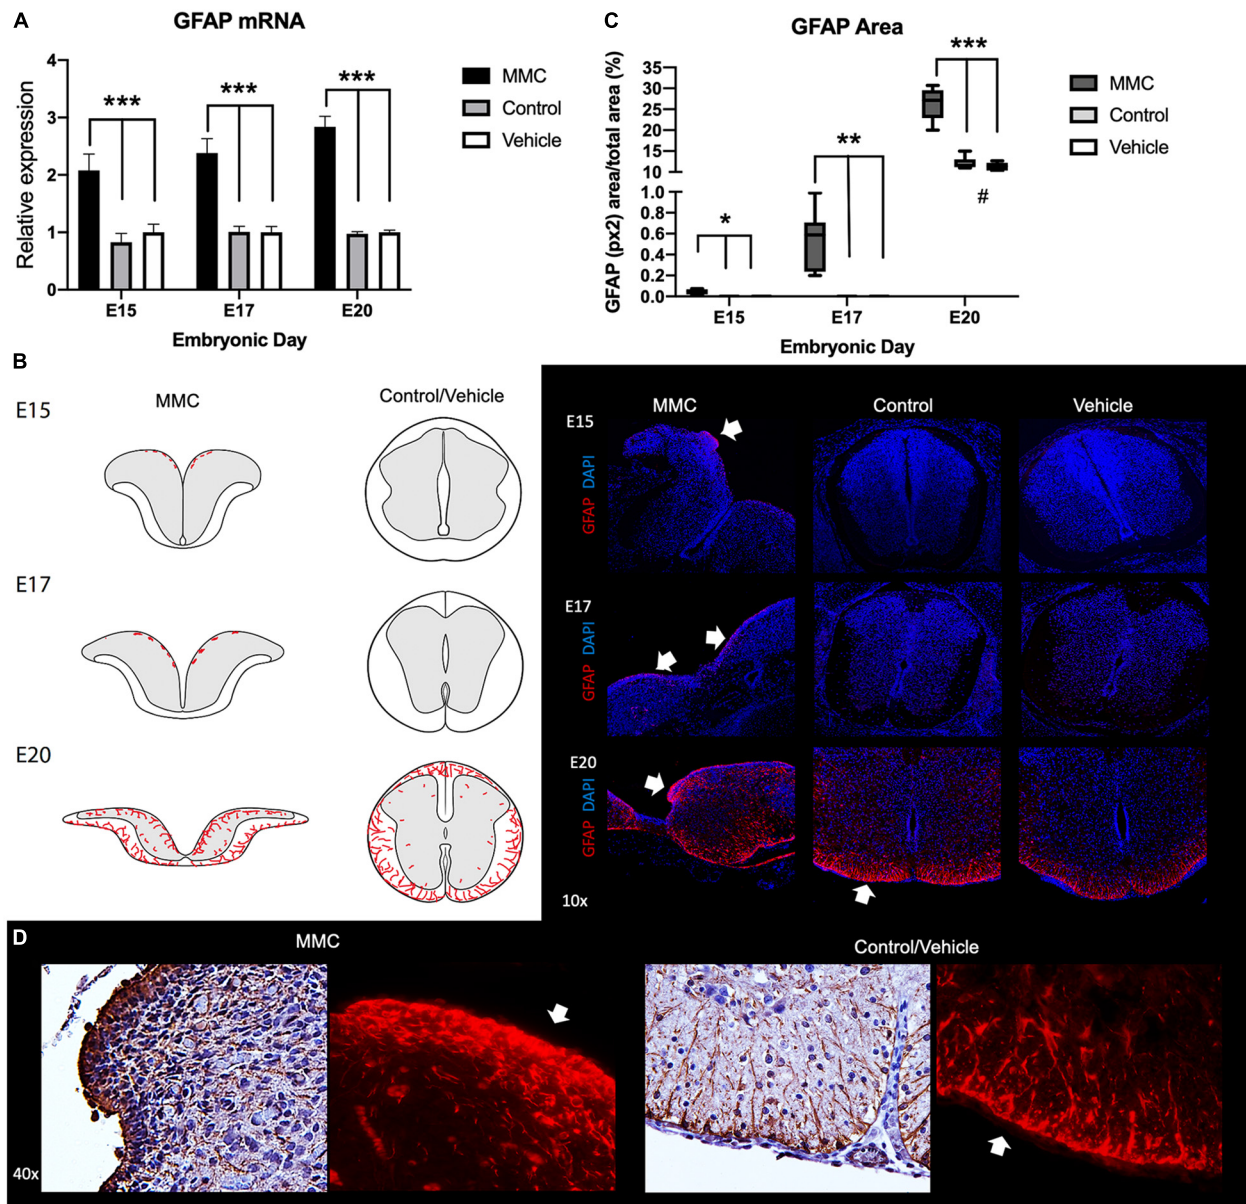 A
GFAP mRNA
Relative expression
4
3
2
1
0
***
***
***
E15
E17
E20
Embryonic Day
MMC
Control
Vehicle
C
GFAP Area
GFAP (px2) area/total area (%)
35
30
25
20
15
10
1.0
0.8
0.6
0.4
0.2
0.0
*
**
***
#
E15
E17
E20
Embryonic Day
MMC
Control
Vehicle
B
MMC
Control/Vehicle
E15
E17
E20
MMC
Control
Vehicle
E15
GFAP DAPI
E17
GFAP DAPI
E20
GFAP DAPI
10x
D
MMC
Control/Vehicle
40x